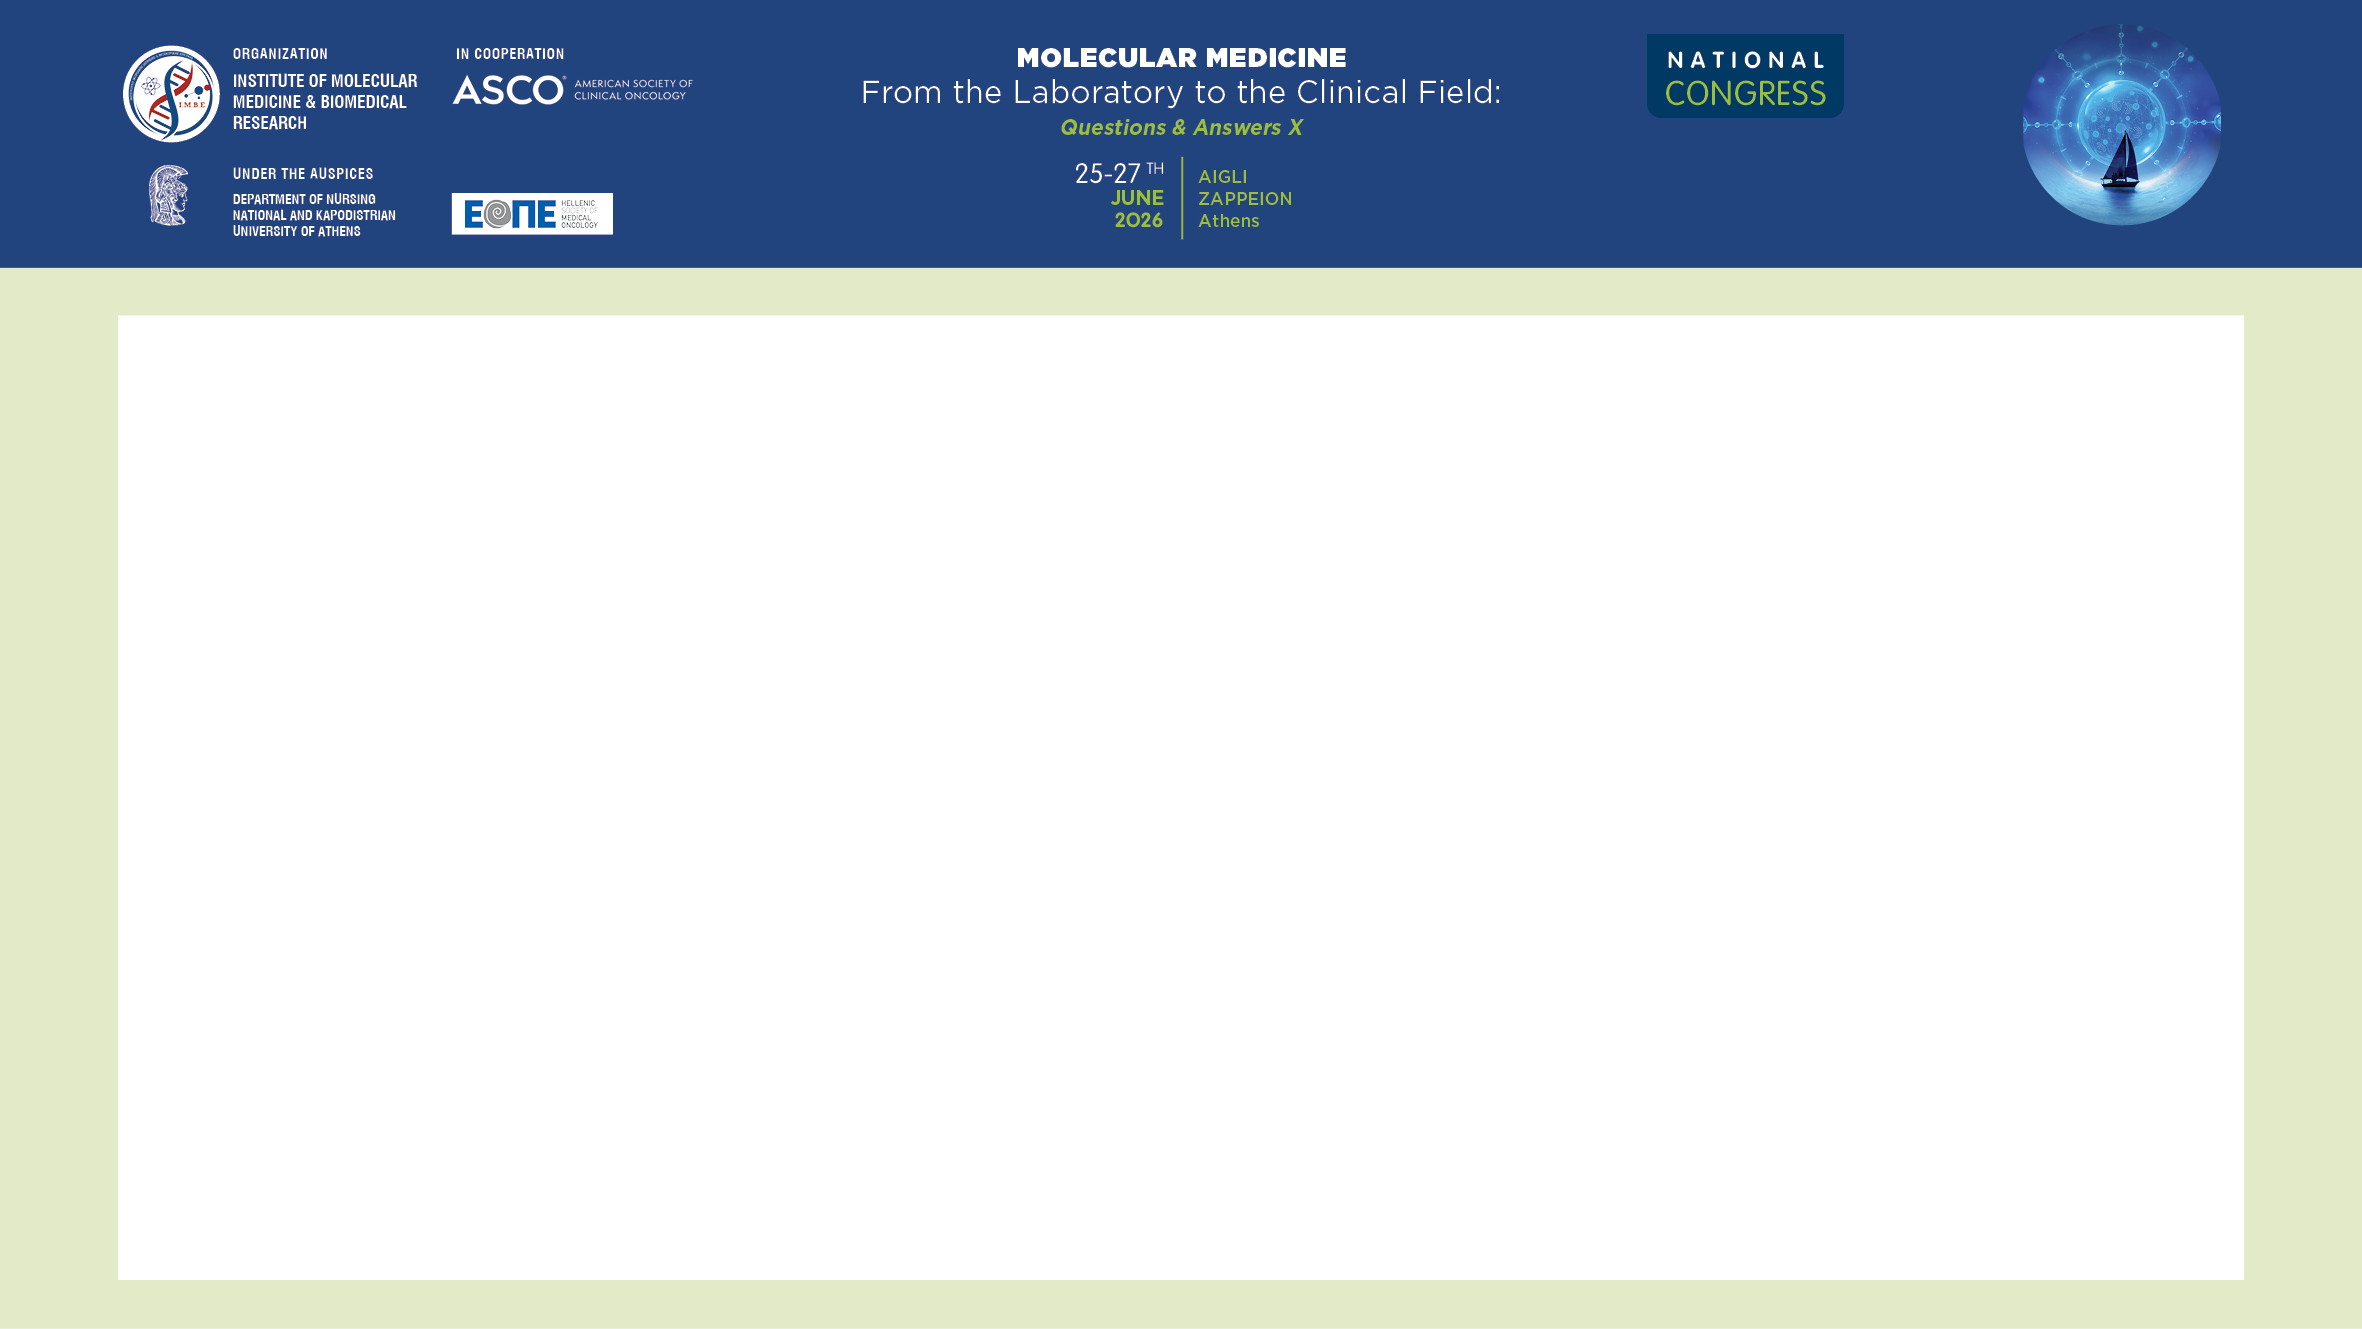 ORGANIZATION
INSTITUTE OF MOLECULAR
MEDICINE & BIOMEDICAL
RESEARCH
I.M.B.E.
IN COOPERATION
ASCO®
AMERICAN SOCIETY OF
CLINICAL ONCOLOGY
UNDER THE AUSPICES
DEPARTMENT OF NURSING
NATIONAL AND KAPODISTRIAN
UNIVERSITY OF ATHENS
ΕΟΠΕ
HELLENIC
SOCIETY OF
MEDICAL
ONCOLOGY
MOLECULAR MEDICINE
From the Laboratory to the Clinical Field:
Questions & Answers X
25-27 TH
JUNE
2026
AIGLI
ZAPPEION
Athens
NATIONAL
CONGRESS